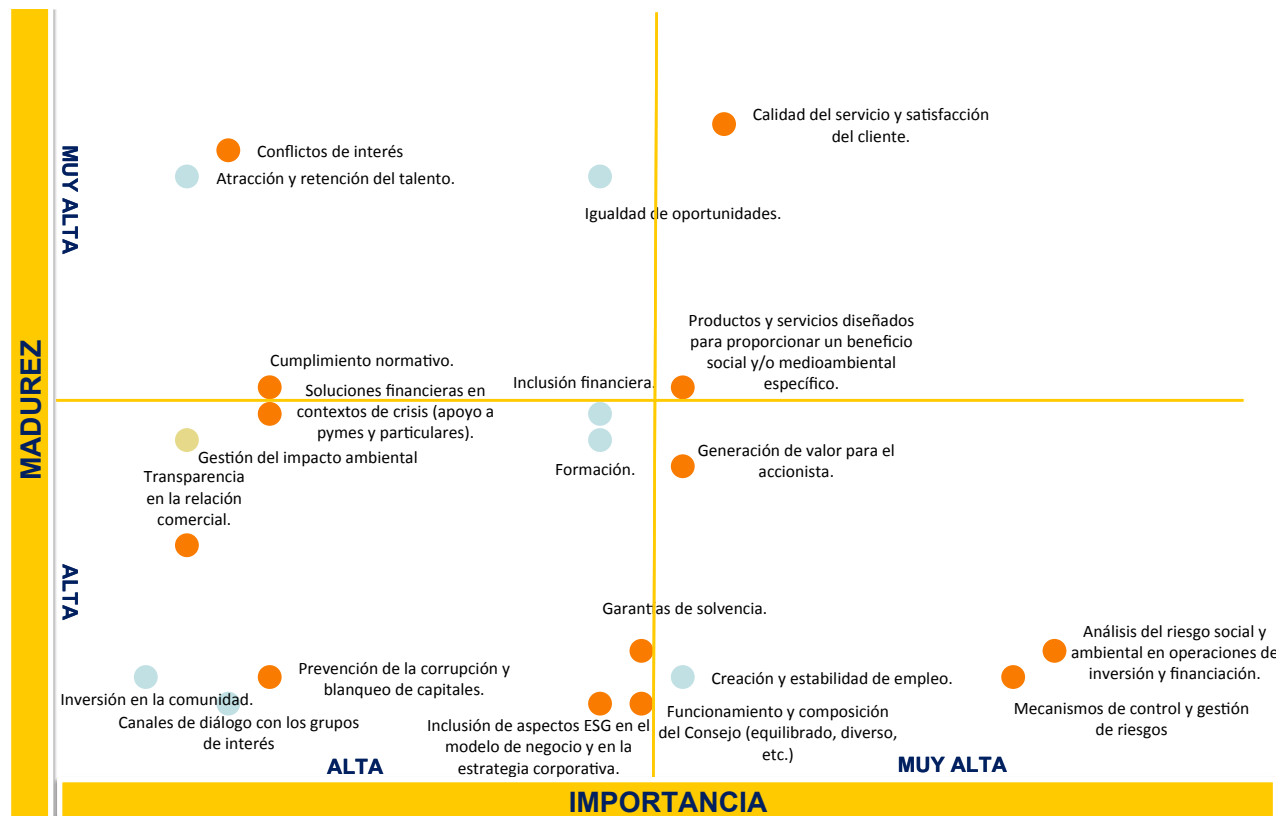 MADUREZ
MUY ALTA
ALTA
Calidad del servicio y satisfacción
del cliente.
Conflictos de interés
Atracción y retención del talento.
Igualdad de oportunidades.
Productos y servicios diseñados
para proporcionar un beneficio
social y/o medioambiental
específico.
Cumplimiento normativo.
Inclusión financiera.
Soluciones financieras en
contextos de crisis (apoyo a
pymes y particulares).
Gestión del impacto ambiental
Formación.
Generación de valor para el
accionista.
Transparencia
en la relación
comercial.
Garantías de solvencia.
Análisis del riesgo social y
ambiental en operaciones de
inversión y financiación.
Prevención de la corrupción y
blanqueo de capitales.
Creación y estabilidad de empleo.
Inversión en la comunidad.
Canales de diálogo con los grupos
de interés
Inclusión de aspectos ESG en el
modelo de negocio y en la
estrategia corporativa.
Funcionamiento y composición
del Consejo (equilibrado, diverso,
etc.)
Mecanismos de control y gestión
de riesgos
ALTA
MUY ALTA
IMPORTANCIA